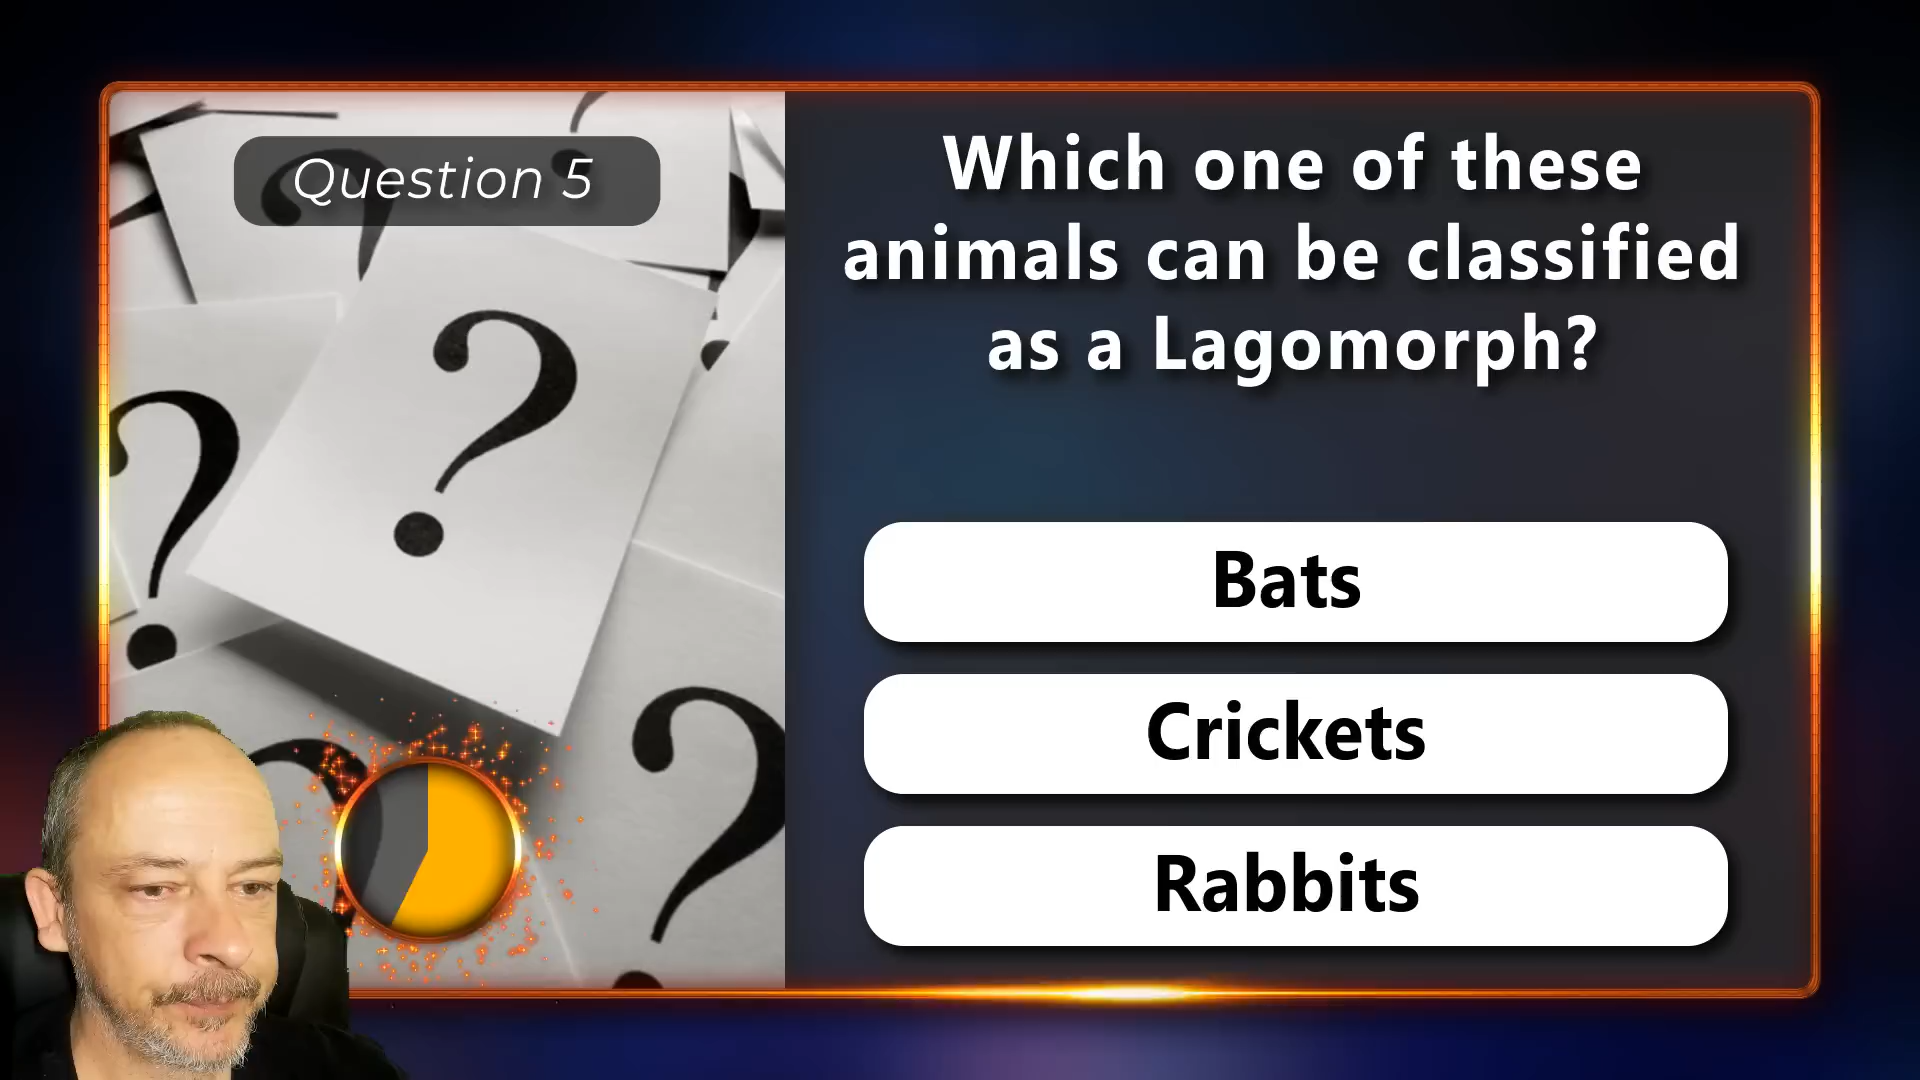 Question 5
Which one of these
animals can be classified
as a Lagomorph?
Bats
Crickets
Rabbits